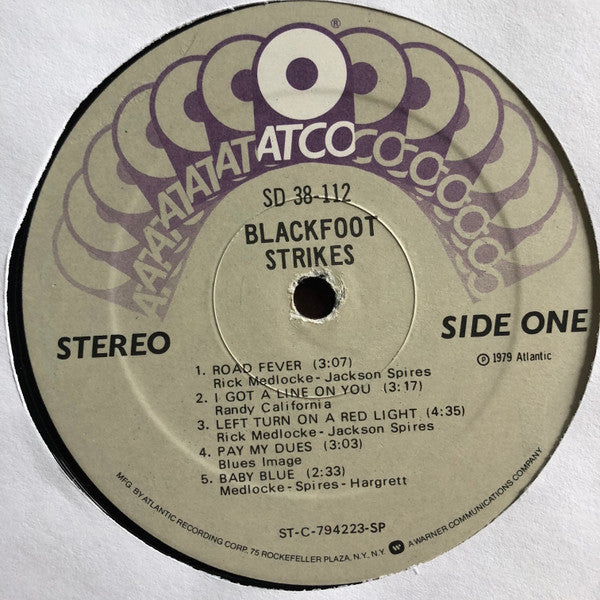 ®
ATCO
SD 38-112
BLACKFOOT
STRIKES
STEREO
SIDE ONE
℗ 1979 Atlantic
1. ROAD FEVER (3:07)
Rick Medlocke - Jackson Spires
2. I GOT A LINE ON YOU (3:17)
Randy California
3. LEFT TURN ON A RED LIGHT (4:35)
Rick Medlocke - Jackson Spires
4. PAY MY DUES (3:03)
Blues Image
5. BABY BLUE (2:33)
Medlocke - Spires - Hargrett
ST-C-794223-SP
MFG BY ATLANTIC RECORDING CORP. 75 ROCKEFELLER PLAZA, N.Y., N.Y. A WARNER COMMUNICATIONS COMPANY